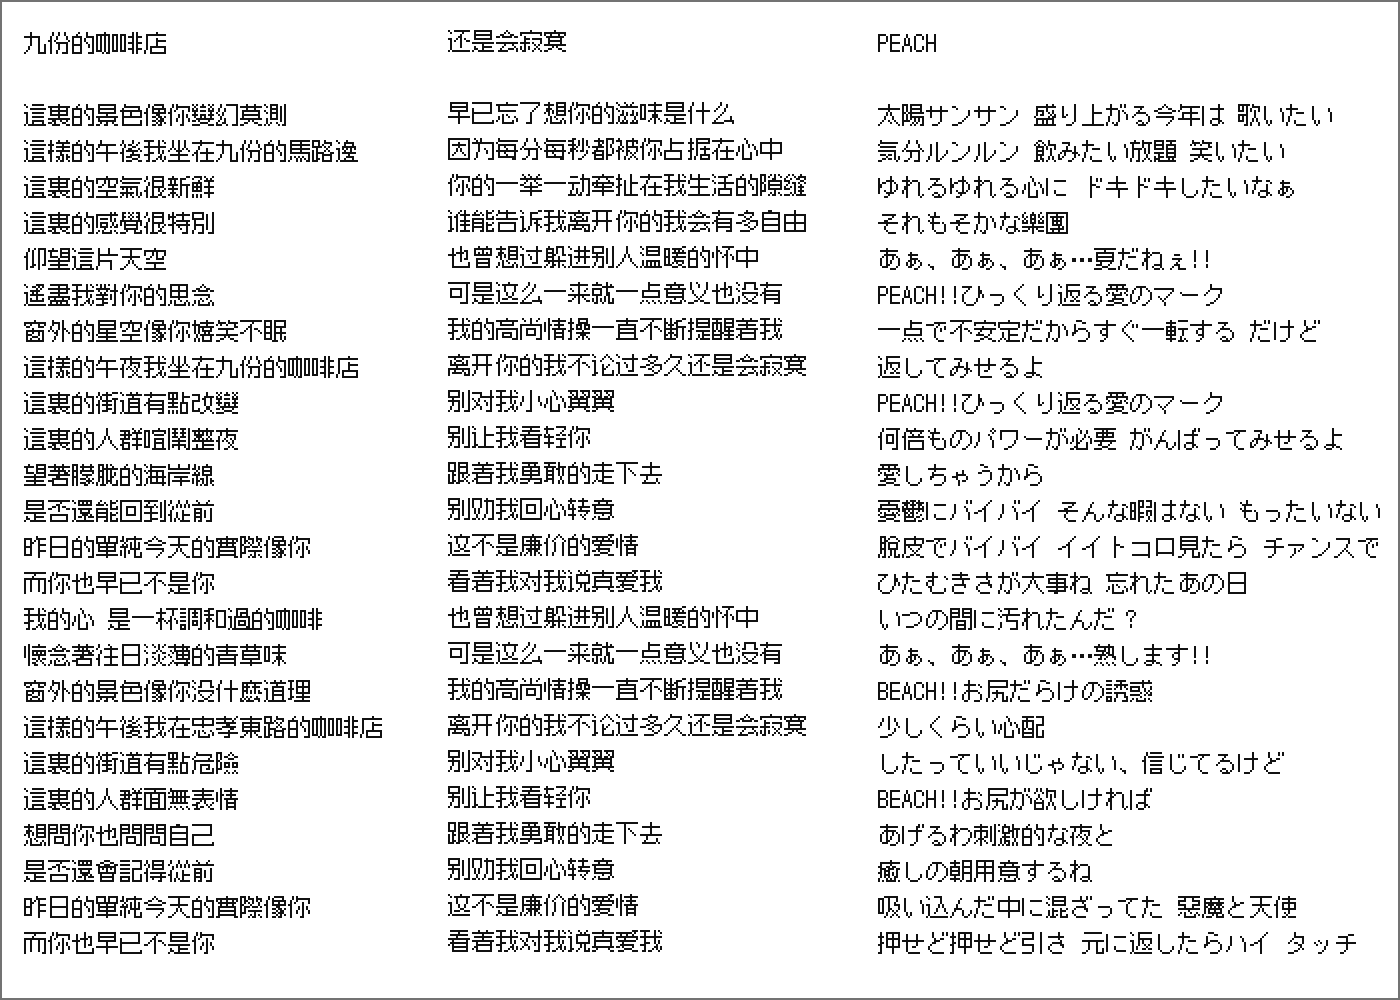 九份的咖啡店
這裏的景色像你變幻莫測
這樣的午後我坐在九份的馬路邊
這裏的空氣很新鮮
這裏的感覺很特別
仰望這片天空
遙盡我對你的思念
窗外的星空像你嬉笑不眠
這樣的午夜我坐在九份的咖啡店
這裏的街道有點改變
這裏的人群喧鬧整夜
望著朦朧的海岸線
是否還能回到從前
昨日的單純今天的實際像你
而你也早已不是你
我的心 是一杯調和過的咖啡
懷念著往日淡薄的青草味
窗外的景色像你没什麽道理
這樣的午後我在忠孝東路的咖啡店
這裏的街道有點危險
這裏的人群面無表情
想問你也問問自己
是否還會記得從前
昨日的單純今天的實際像你
而你也早已不是你
还是会寂寞
早已忘了想你的滋味是什么
因为每分每秒都被你占据在心中
你的一举一动牵扯在我生活的隙缝
谁能告诉我离开你的我会有多自由
也曾想过躲进别人温暖的怀中
可是这么一来就一点意义也没有
我的高尚情操一直不断提醒着我
离开你的我不论过多久还是会寂寞
别对我小心翼翼
别让我看轻你
跟着我勇敢的走下去
别劝我回心转意
这不是廉价的爱情
看着我对我说真爱我
也曾想过躲进别人温暖的怀中
可是这么一来就一点意义也没有
我的高尚情操一直不断提醒着我
离开你的我不论过多久还是会寂寞
别对我小心翼翼
别让我看轻你
跟着我勇敢的走下去
别劝我回心转意
这不是廉价的爱情
看着我对我说真爱我
PEACH
太陽サンサン 盛り上がる今年は 歌いたい
気分ルンルン 飲みたい放題 笑いたい
ゆれるゆれる心に ドキドキしたいなぁ
それもそかな樂團
あぁ、あぁ、あぁ…夏だねぇ!!
PEACH!!ひっくり返る愛のマーク
一点で不安定だからすぐ一転する だけど
返してみせるよ
PEACH!!ひっくり返る愛のマーク
何倍ものパワーが必要 がんばってみせるよ
愛しちゃうから
憂鬱にバイバイ そんな暇はない もったいない
脱皮でバイバイ イイトコロ見たら チャンスで
ひたむきさが大事ね 忘れたあの日
いつの間に汚れたんだ？
あぁ、あぁ、あぁ…熟します!!
BEACH!!お尻だらけの誘惑
少しくらい心配
したっていいじゃない、信じてるけど
BEACH!!お尻が欲しければ
あげるわ刺激的な夜と
癒しの朝用意するね
吸い込んだ中に混ざってた 惡魔と天使
押せど押せど引さ 元に返したらハイ タッチ